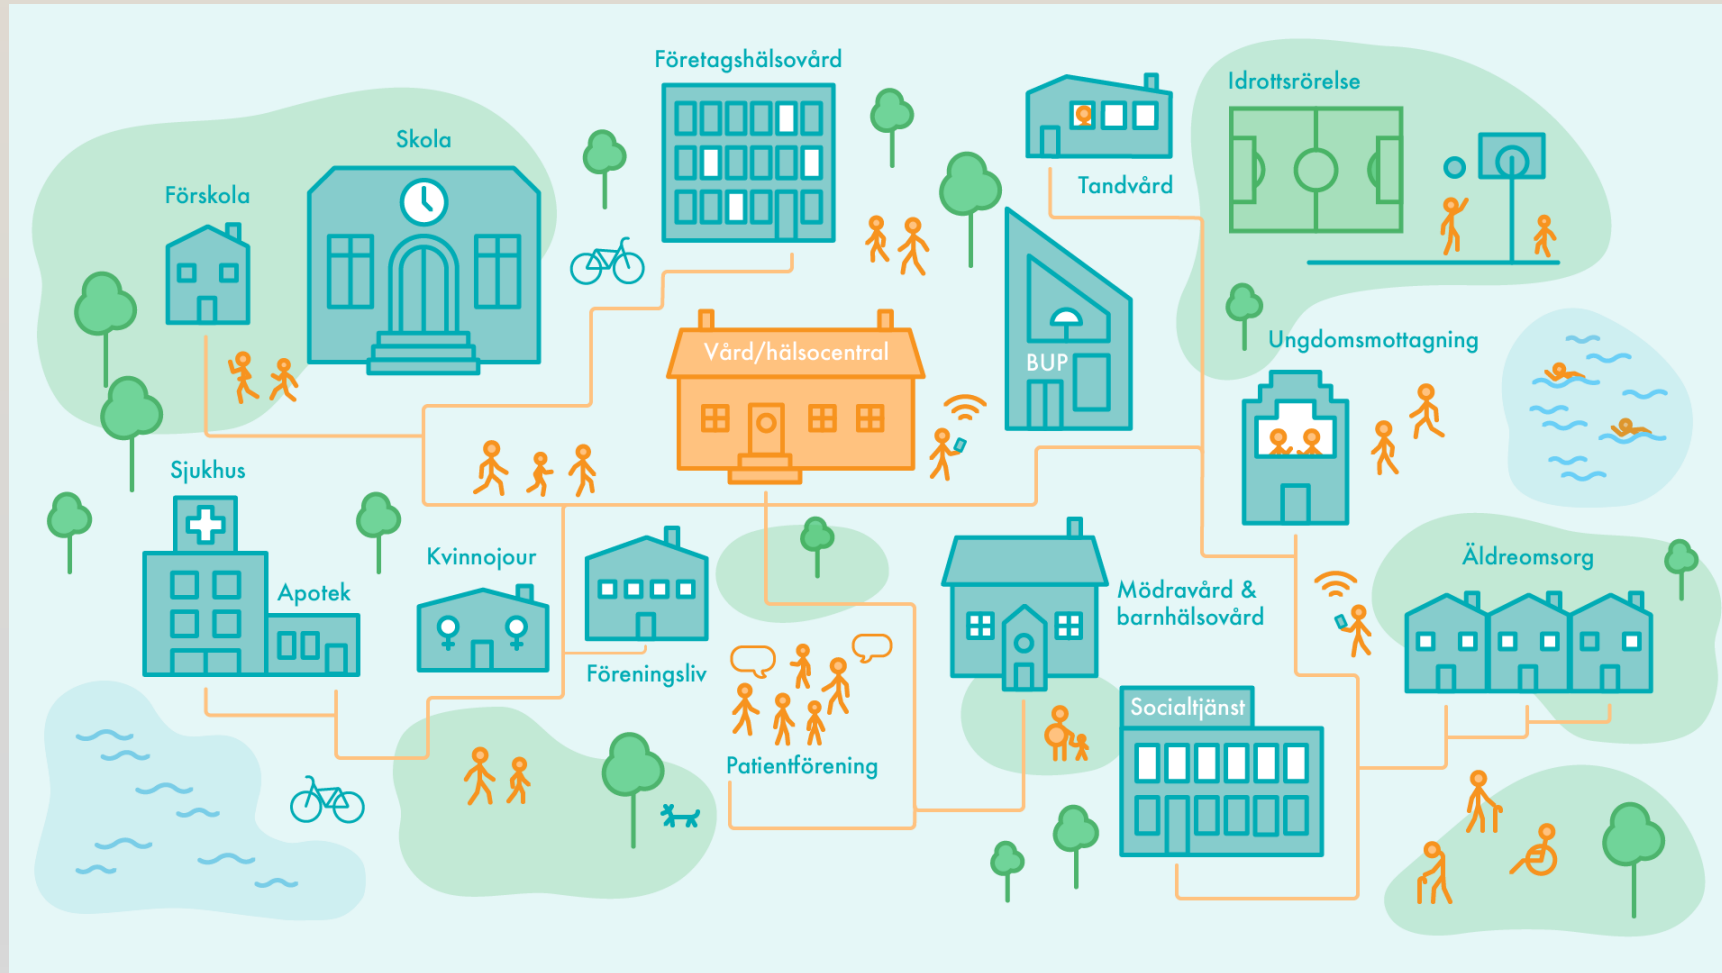 Företagshälsovård
Idrottsrörelse
Skola
Tandvård
Förskola
Ungdomsmottagning
Vård/hälsocentral
BUP
Sjukhus
Kvinnojour
Äldreomsorg
Apotek
Mödravård &
barnhälsovård
Föreningsliv
Socialtjänst
Patientförening